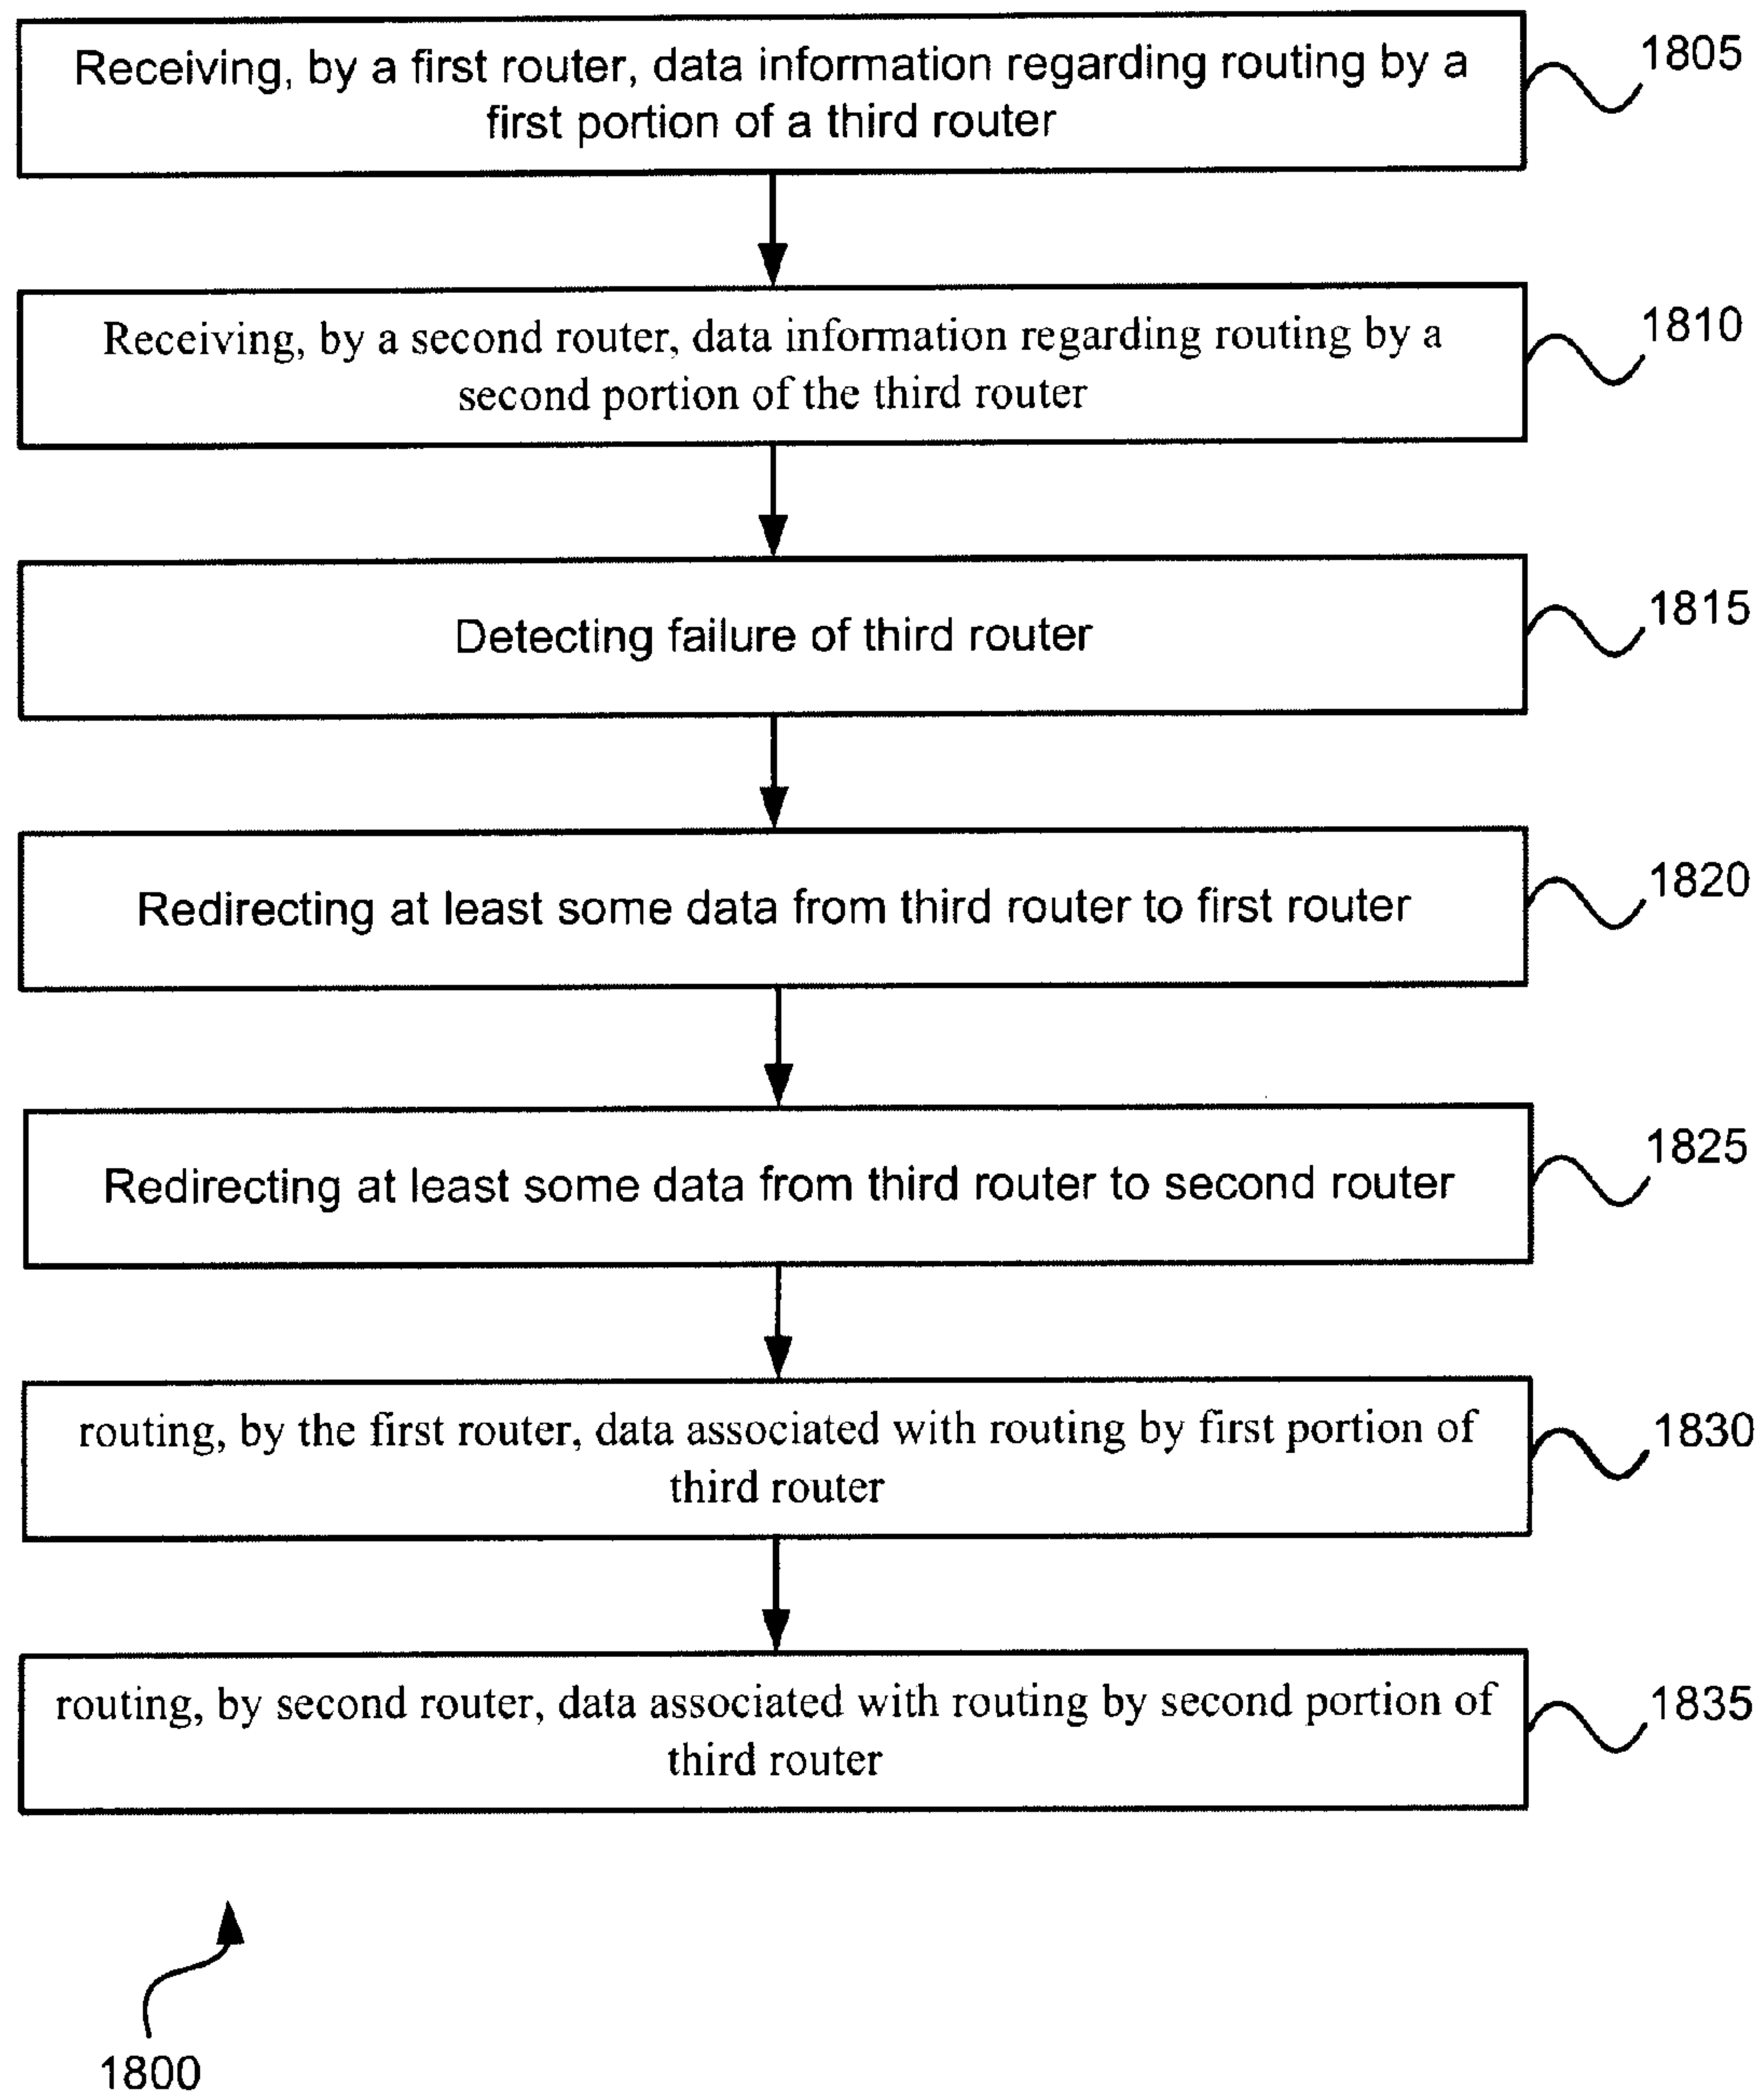 Receiving, by a first router, data information regarding routing by a
first portion of a third router
1805
Receiving, by a second router, data information regarding routing by a
second portion of the third router
1810
Detecting failure of third router
1815
Redirecting at least some data from third router to first router
1820
Redirecting at least some data from third router to second router
1825
routing, by the first router, data associated with routing by first portion of
third router
1830
routing, by second router, data associated with routing by second portion of
third router
1835
1800